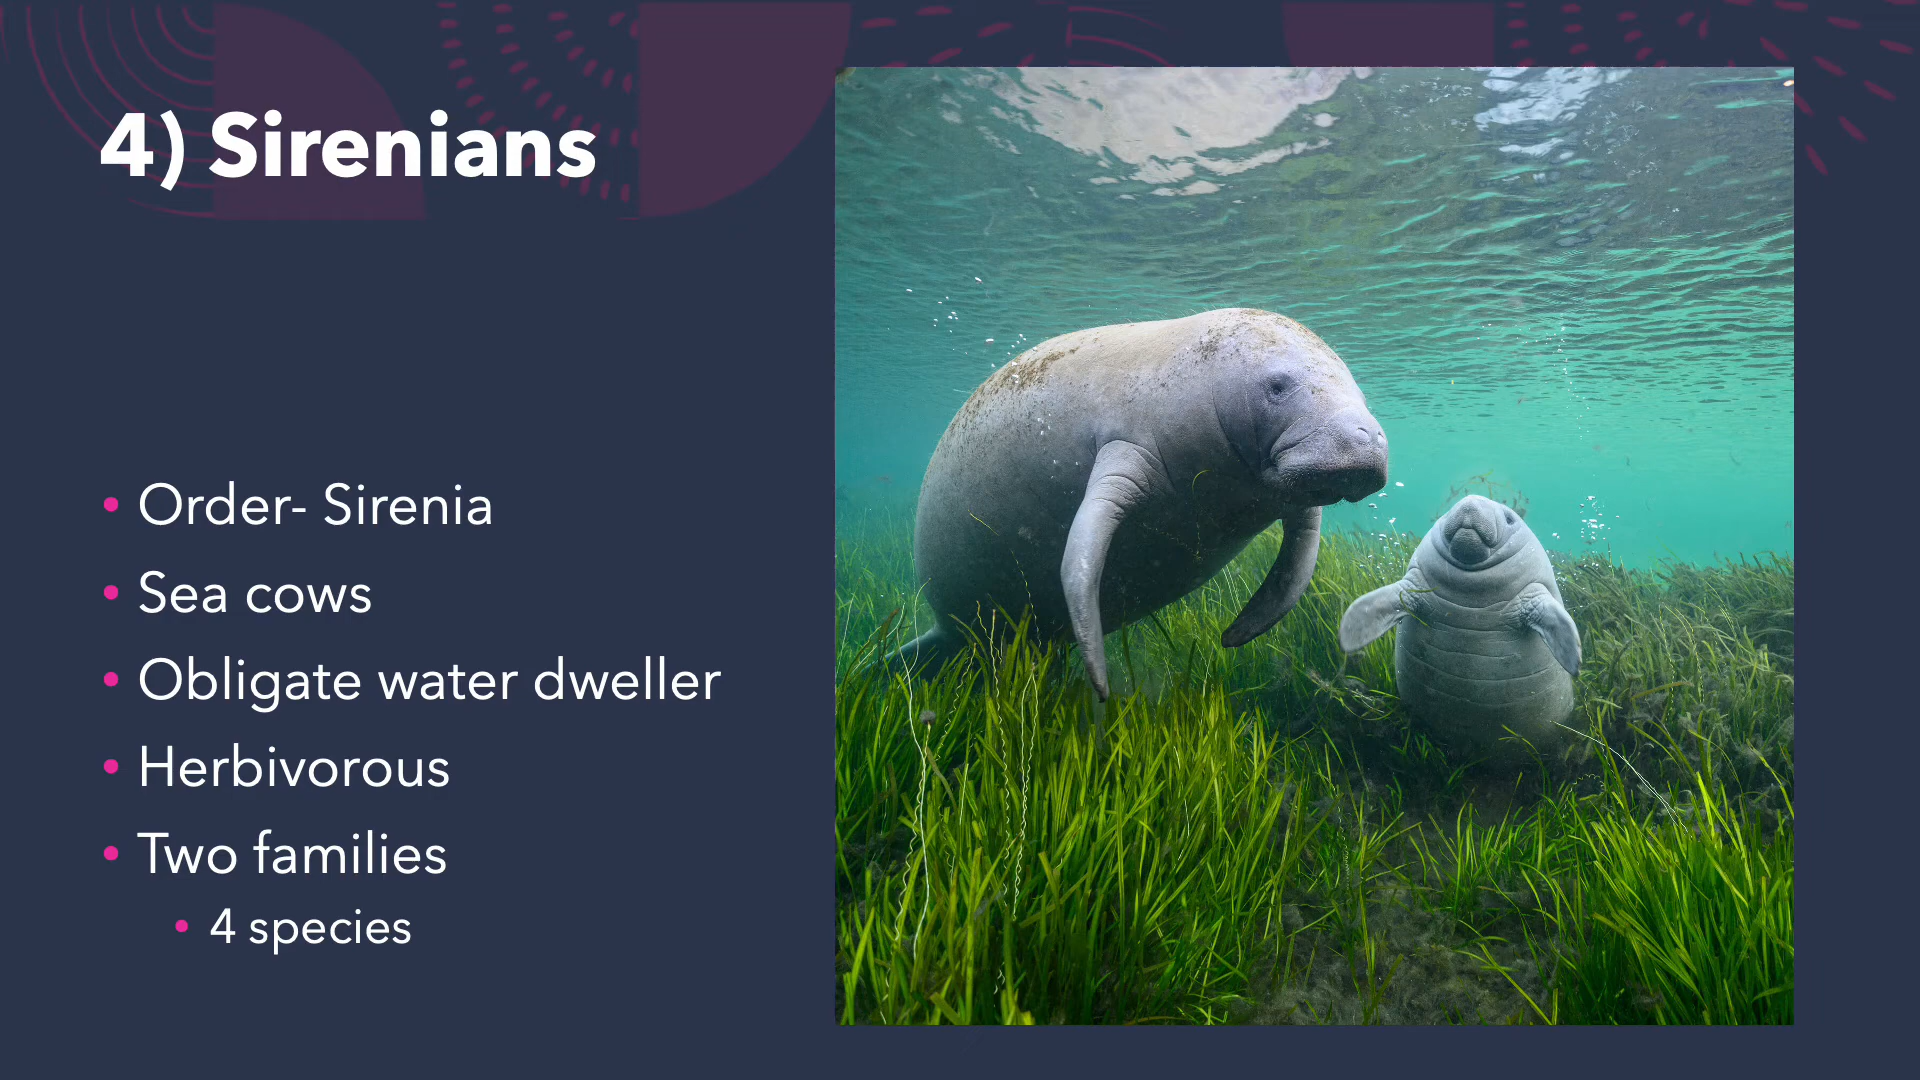 4) Sirenians
• Order- Sirenia
• Sea cows
• Obligate water dweller
• Herbivorous
• Two families
• 4 species